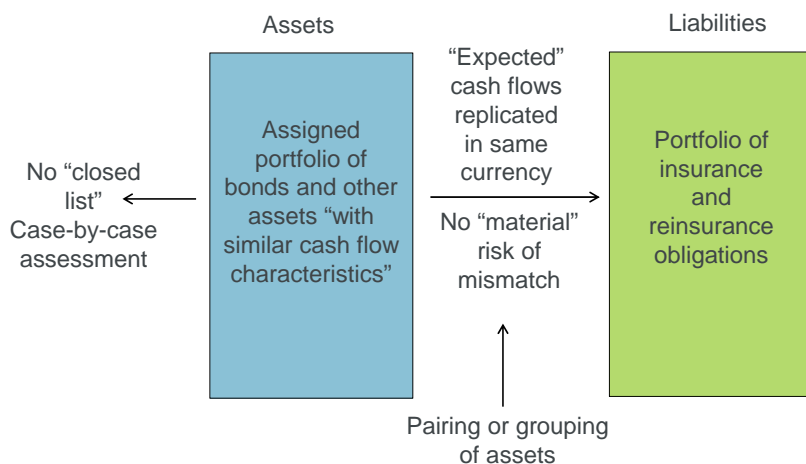 Assets
Liabilities
No “closed
list”
Case-by-case
assessment
Assigned
portfolio of
bonds and other
assets “with
similar cash flow
characteristics”
“Expected”
cash flows
replicated
in same
currency
No “material”
risk of
mismatch
Portfolio of
insurance
and
reinsurance
obligations
Pairing or grouping
of assets